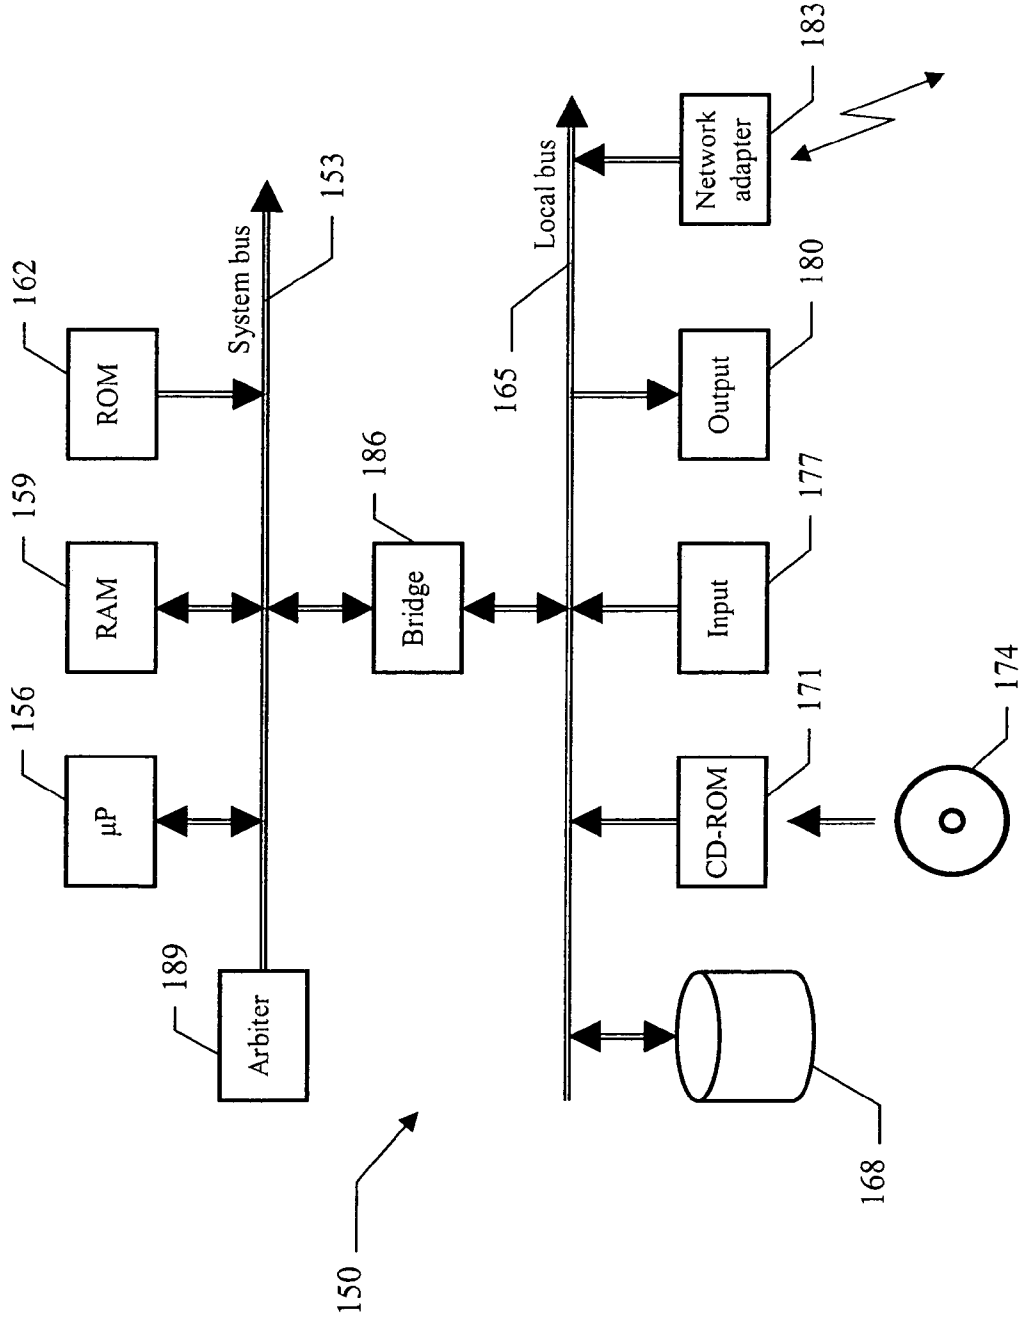 156
159
162
µP
RAM
ROM
189
Arbiter
System bus
153
186
Bridge
150
165
Local bus
CD-ROM
Input
Output
Network
adapter
168
171
177
180
183
174